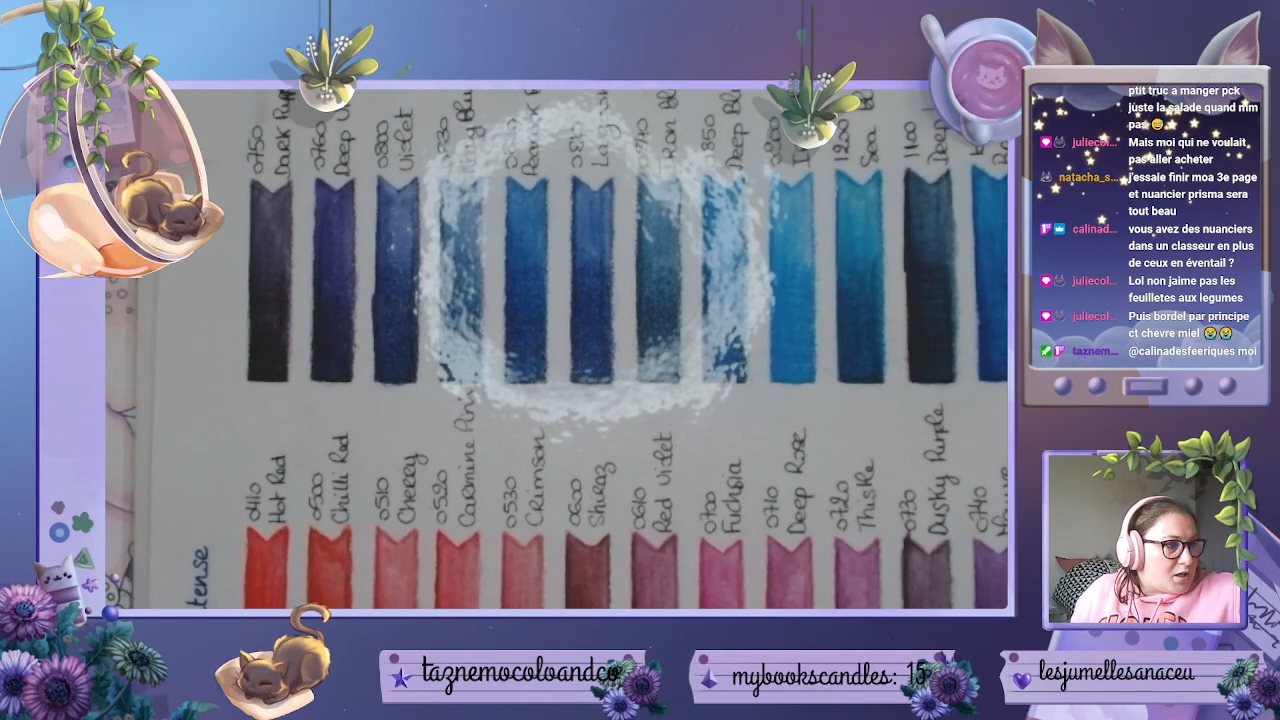 0750
Dark
0760
Deep
0800
Violet
Iron
0850
Deep Blu
1200
Sea
1100
Deep
0410
Hot Red
0500
Chilli Red
0510
Cherry
0520
Carmine Pink
0530
Crimson
0600
Shiraz
0610
Red Violet
0700
Fuchsia
0710
Deep Rose
0720
Thistle
0730
Dusky Purple
0740
tense
ptit truc a manger pck
juste la salade quand mm
pas 😅
juliecol... Mais moi qui ne voulait
pas aller acheter
natacha_s... j'essaie finir moa 3e page
et nuancier prisma sera
tout beau
calinad... vous avez des nuanciers
dans un classeur en plus
de ceux en éventail ?
juliecol... Lol non jaime pas les
feuilletes aux legumes
juliecol... Puis bordel par principe
ct chevre miel 😭😭
taznem... @calinadesfeeriques moi
taznemocoloandco
mybookscandles: 15
lesjumellesanaceu